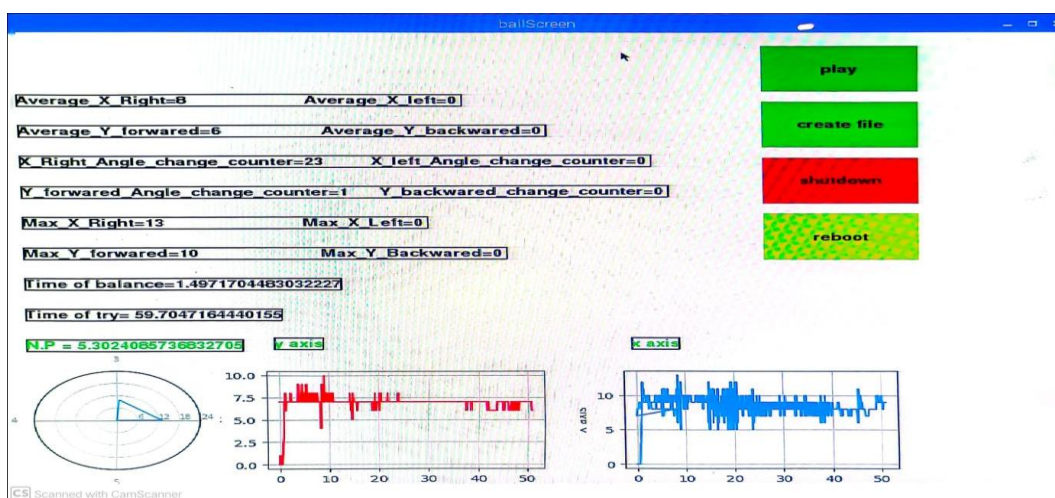 ballScreen
play
Average_X_Right=8 Average_X_left=0
create file
Average_Y_forwared=6 Average_Y_backwared=0
X_Right_Angle_change_counter=23 X_left_Angle_change_counter=0
shutdown
Y_forwared_Angle_change_counter=1 Y_backwared_change_counter=0
Max_X_Right=13 Max_X_Left=0
reboot
Max_Y_forwared=10 Max_Y_Backwared=0
Time of balance=1.4971704483032227
Time of try= 59.7047164440155
N.P = 5.3024085736832705 y axis x axis
3
4 6 12 18 24
5
10.0
7.5
5.0
2.5
0.0
0 10 20 30 40 50
10
5
0
0 10 20 30 40 50
CS Scanned with CamScanner